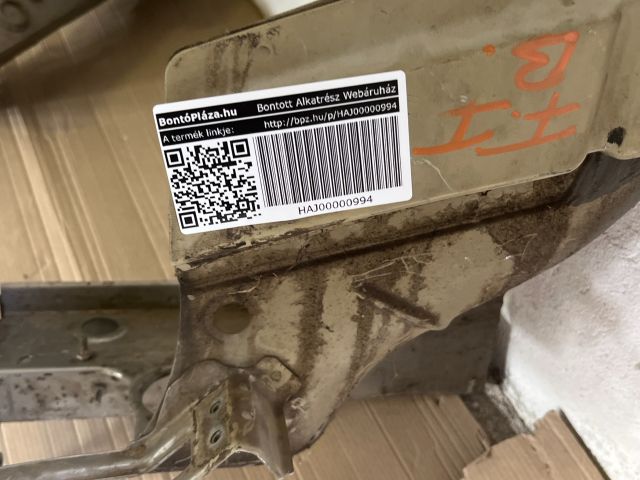 BontóPláza.hu Bontott Alkatrész Webáruház
A termék linkje: http://bpz.hu/p/HAJ00000994
HAJ00000994